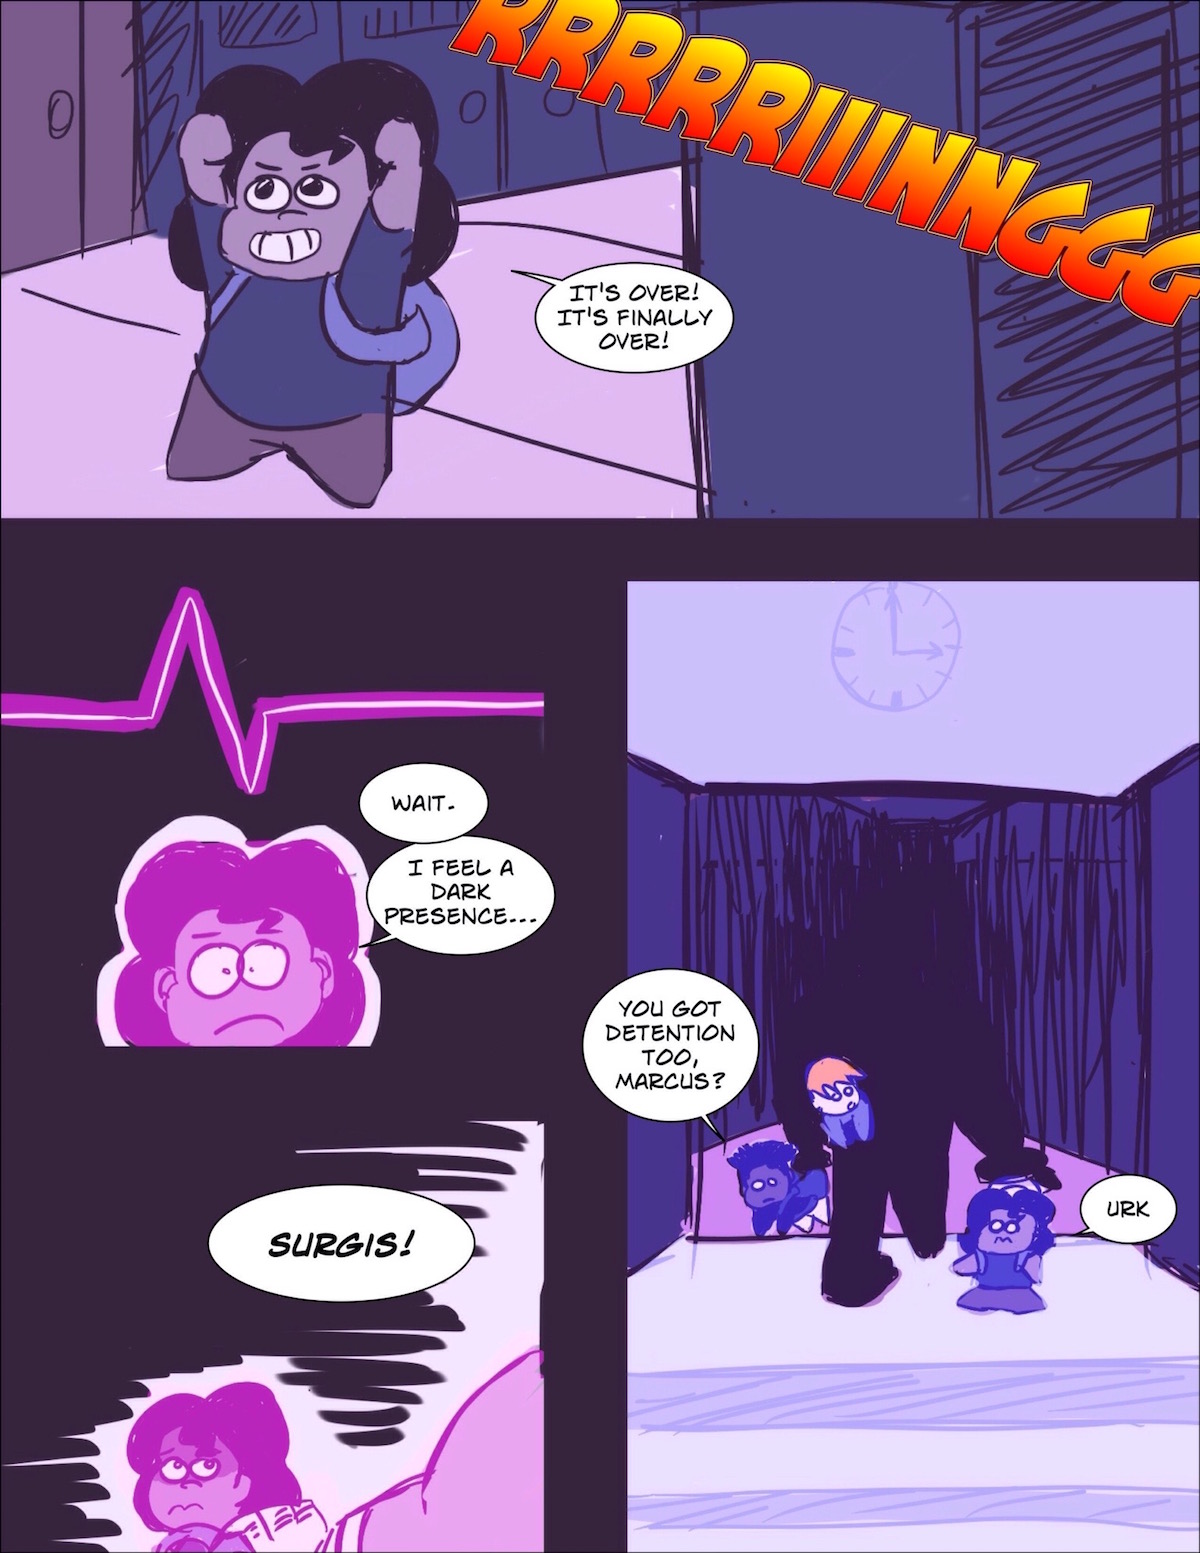 RRRRRIIINNGGG
IT'S OVER!
IT'S FINALLY
OVER!
WAIT.
I FEEL A
DARK
PRESENCE...
SURGIS!
YOU GOT
DETENTION
TOO,
MARCUS?
URK